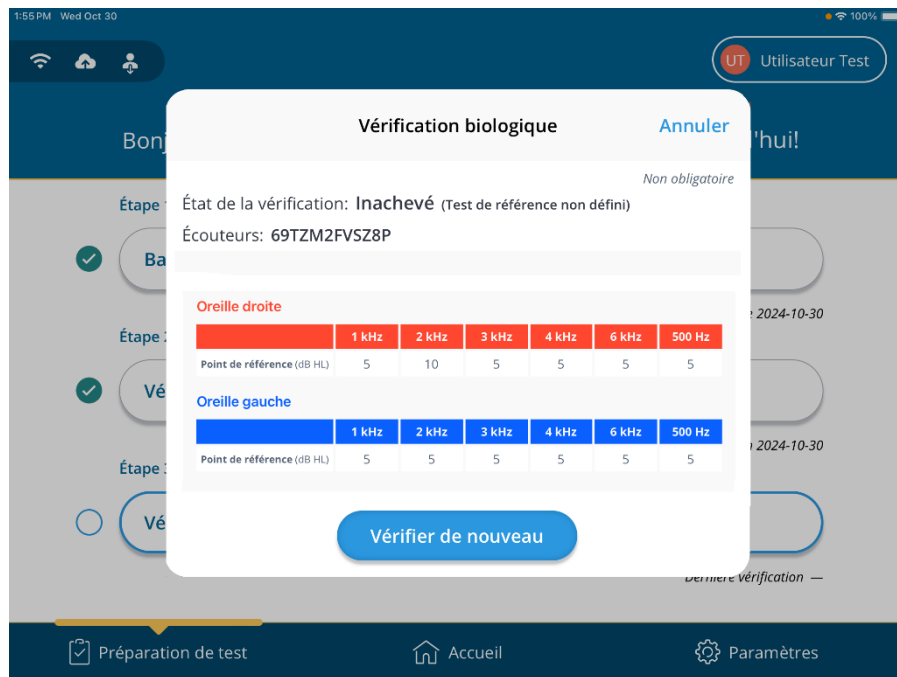 1:55 PM Wed Oct 30
100%
UT Utilisateur Test
Vérification biologique
Annuler
Bonj
'hui!
Non obligatoire
Étape
État de la vérification: Inachevé (Test de référence non défini)
Écouteurs: 69TZM2FVSZ8P
Ba
Oreille droite
2024-10-30
1 kHz 2 kHz 3 kHz 4 kHz 6 kHz 500 Hz
Étape
Point de référence (dB HL) 5 10 5 5 5 5
Vé
Oreille gauche
1 kHz 2 kHz 3 kHz 4 kHz 6 kHz 500 Hz
2024-10-30
Point de référence (dB HL) 5 5 5 5 5 5
Étape
Vé
Vérifier de nouveau
Dernière vérification —
Préparation de test
Accueil
Paramètres